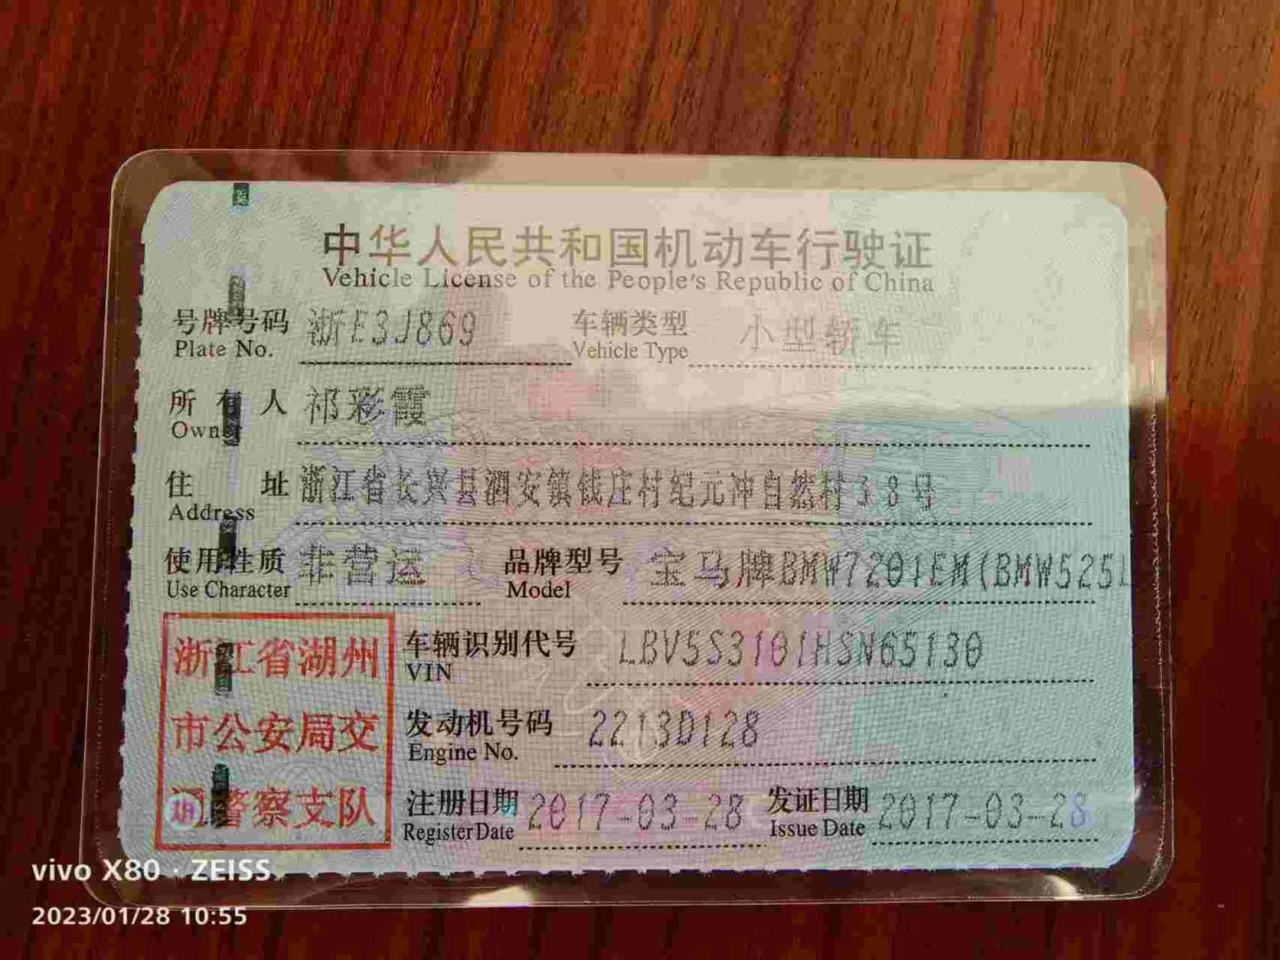 中华人民共和国机动车行驶证
Vehicle License of the People's Republic of China
号牌号码 浙E3J869 车辆类型 小型轿车
Plate No. Vehicle Type
所有人 祁彩霞
Owner
住址 浙江省长兴县泗安镇钱庄村纪元冲自然村38号
Address
使用性质 非营运 品牌型号 宝马牌BMW7201EM(BMW525L
Use Character Model
浙江省湖州
市公安局交
通警察支队
车辆识别代号 LBV5S3101HSN65130
VIN
发动机号码 2213D128
Engine No.
注册日期 2017-03-28 发证日期 2017-03-28
Register Date Issue Date
vivo X80 · ZEISS
2023/01/28 10:55